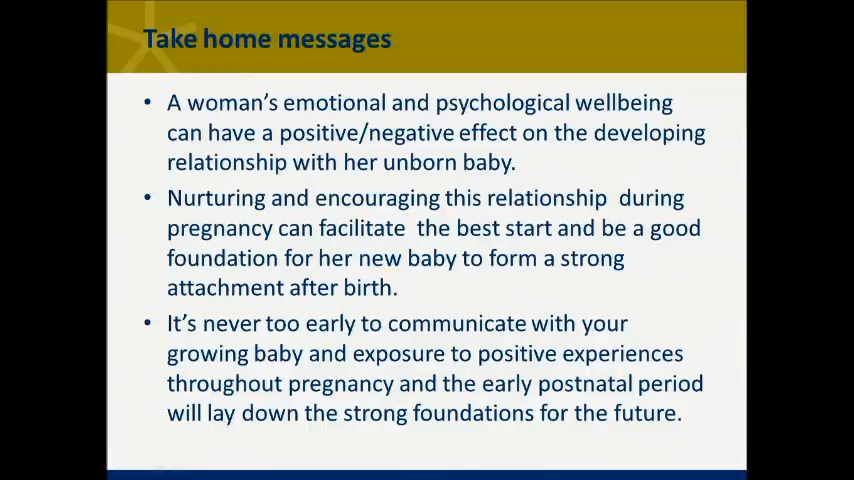 Take home messages
• A woman's emotional and psychological wellbeing
can have a positive/negative effect on the developing
relationship with her unborn baby.
• Nurturing and encouraging this relationship  during
pregnancy can facilitate  the best start and be a good
foundation for her new baby to form a strong
attachment after birth.
• It's never too early to communicate with your
growing baby and exposure to positive experiences
throughout pregnancy and the early postnatal period
will lay down the strong foundations for the future.